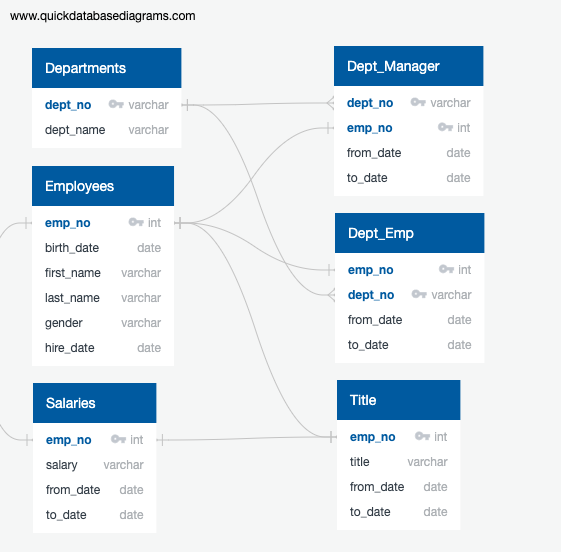 www.quickdatabasediagrams.com
Departments
dept_no varchar
dept_name varchar
Employees
emp_no int
birth_date date
first_name varchar
last_name varchar
gender varchar
hire_date date
Salaries
emp_no int
salary varchar
from_date date
to_date date
Dept_Manager
dept_no varchar
emp_no int
from_date date
to_date date
Dept_Emp
emp_no int
dept_no varchar
from_date date
to_date date
Title
emp_no int
title varchar
from_date date
to_date date